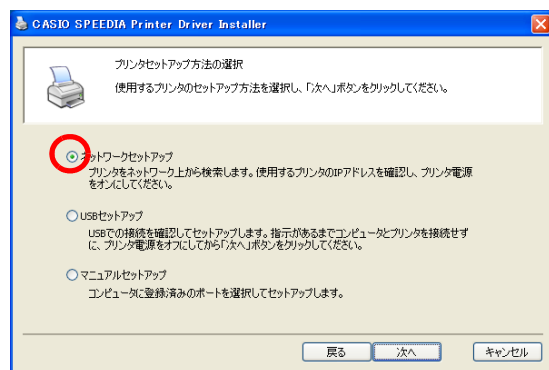 CASIO SPEEDIA Printer Driver Installer
プリンタセットアップ方法の選択
使用するプリンタのセットアップ方法を選択し、「次へ」ボタンをクリックしてください。
ネットワークセットアップ
プリンタをネットワーク上から検索します。使用するプリンタのIPアドレスを確認し、プリンタ電源
をオンにしてください。
USBセットアップ
USBでの接続を確認してセットアップします。指示があるまでコンピュータとプリンタを接続せず
に、プリンタ電源をオフにしてから「次へ」ボタンをクリックしてください。
マニュアルセットアップ
コンピュータに登録済みのポートを選択してセットアップします。
戻る 次へ キャンセル